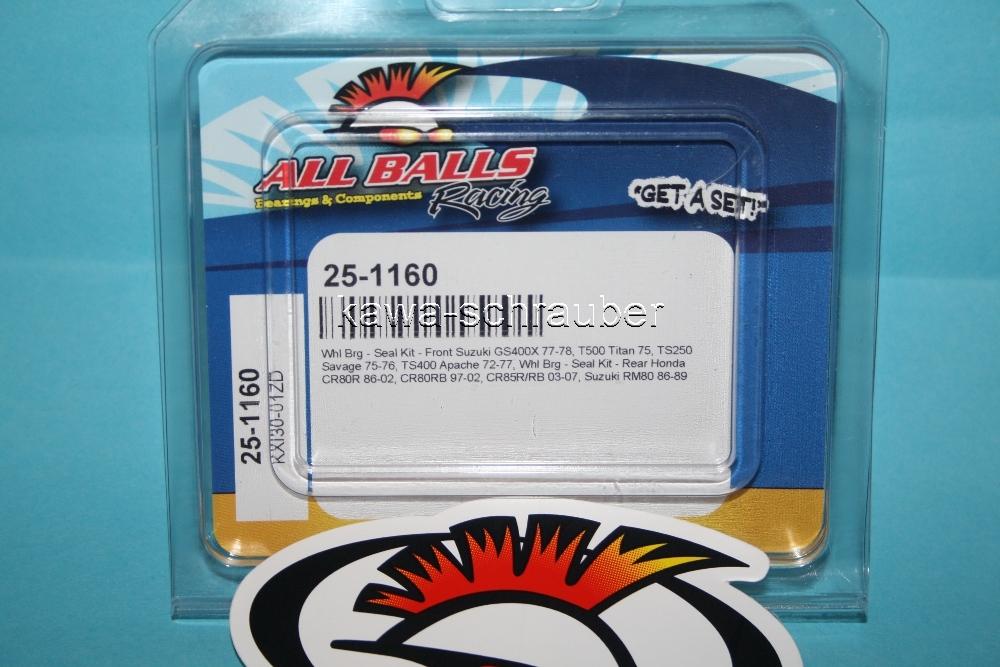 ALL BALLS
Racing
Bearings & Components
"GET A SET!"
25-1160
kawa-schrauber
Whl Brg - Seal Kit - Front Suzuki GS400X 77-78, T500 Titan 75, TS250
Savage 75-76, TS400 Apache 72-77, Whl Brg - Seal Kit - Rear Honda
CR80R 86-02, CR80RB 97-02, CR85R/RB 03-07, Suzuki RM80 86-89
25-1160
KXI30-01ZD